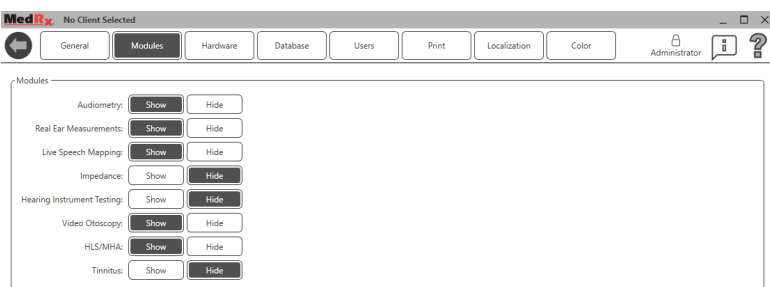 MedRx No Client Selected
General Modules Hardware Database Users Print Localization Color Administrator
Modules
Audiometry: Show Hide
Real Ear Measurements: Show Hide
Live Speech Mapping: Show Hide
Impedance: Show Hide
Hearing Instrument Testing: Show Hide
Video Otoscopy: Show Hide
HLS/MHA: Show Hide
Tinnitus: Show Hide